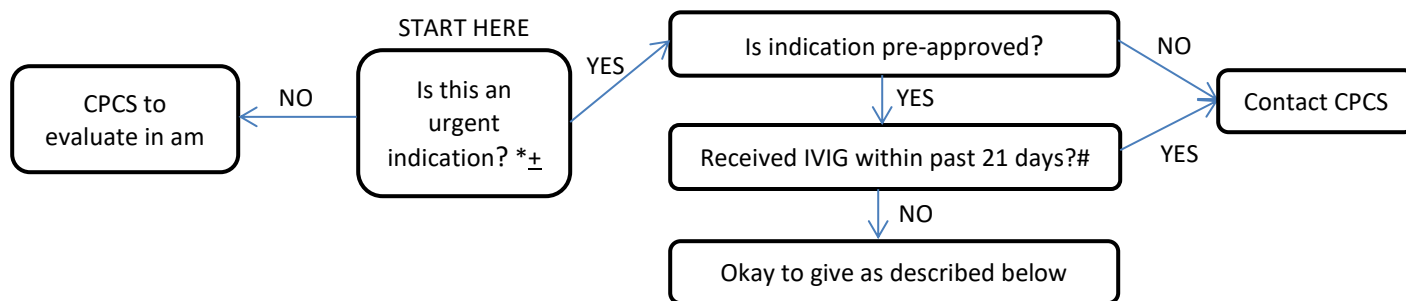 START HERE
Is this an
urgent
indication? *±
NO
CPCS to
evaluate in am
YES
Is indication pre-approved?
NO
YES
Received IVIG within past 21 days?#
YES
Contact CPCS
NO
Okay to give as described below